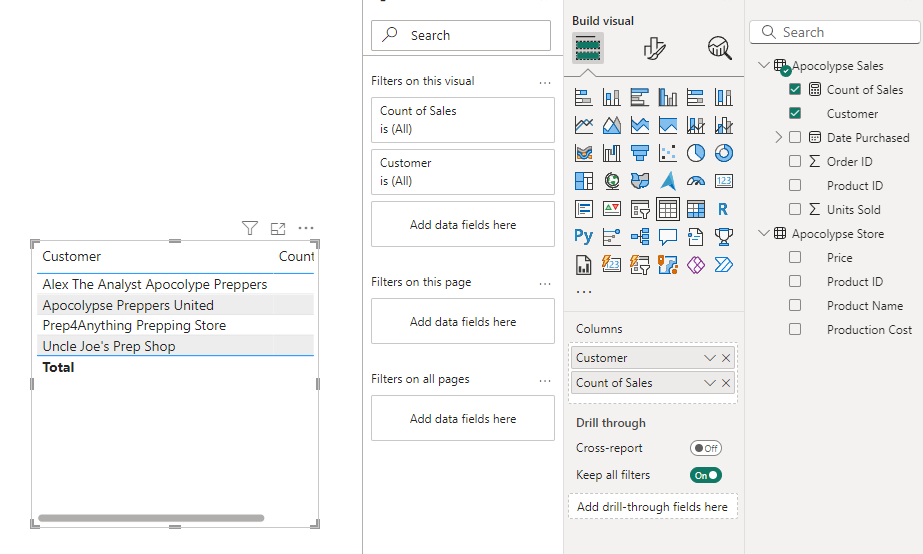 Customer
Count
Alex The Analyst Apocolype Preppers
Apocolypse Preppers United
Prep4Anything Prepping Store
Uncle Joe's Prep Shop
Total
Search
Filters on this visual
...
Count of Sales
is (All)
Customer
is (All)
Add data fields here
Filters on this page
...
Add data fields here
Filters on all pages
...
Add data fields here
Build visual
123
R
Py
123
...
Columns
Customer
Count of Sales
Drill through
Cross-report
Off
Keep all filters
On
Add drill-through fields here
Search
Apocolypse Sales
Count of Sales
Customer
Date Purchased
Order ID
Product ID
Units Sold
Apocolypse Store
Price
Product ID
Product Name
Production Cost